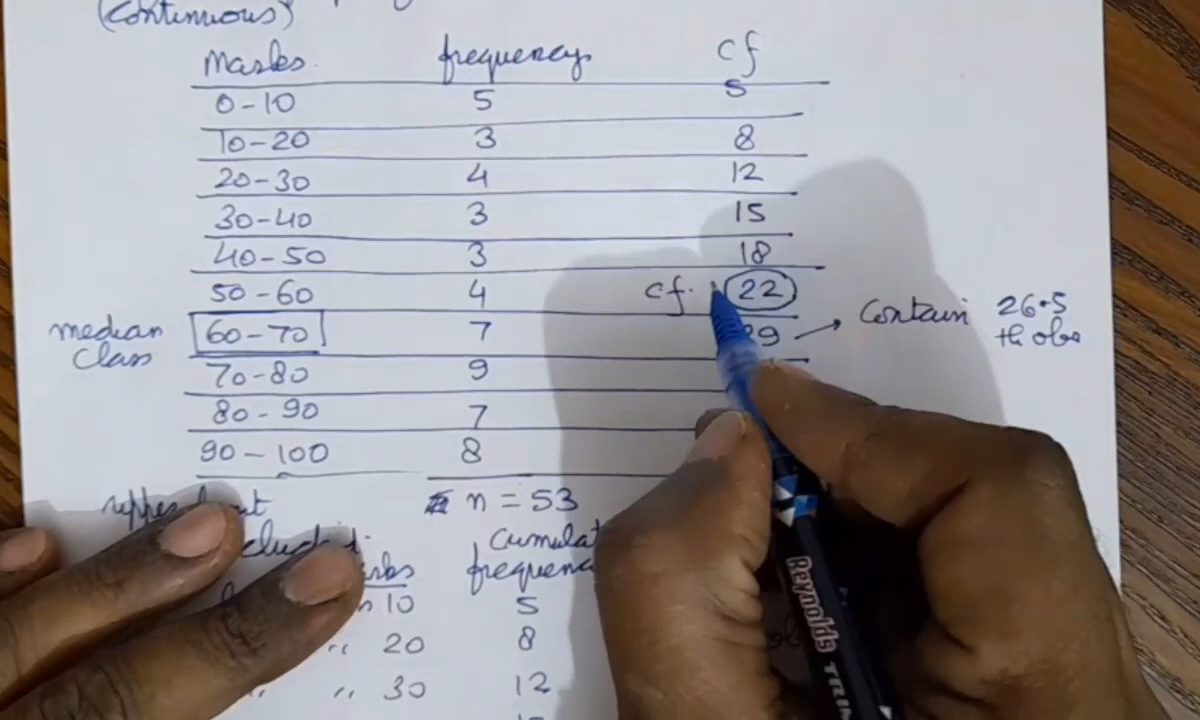 (Continuous)
Marks frequency cf
0-10 5 5
10-20 3 8
20-30 4 12
30-40 3 15
40-50 3 18
50-60 4 cf. 22
median class 60-70 7 29 → Contain 26.5 th obs
70-80 9
80-90 7
90-100 8
n = 53
Cumulat
frequenc
10 5
" 20 8
" " 30 12
Reynolds TRIM